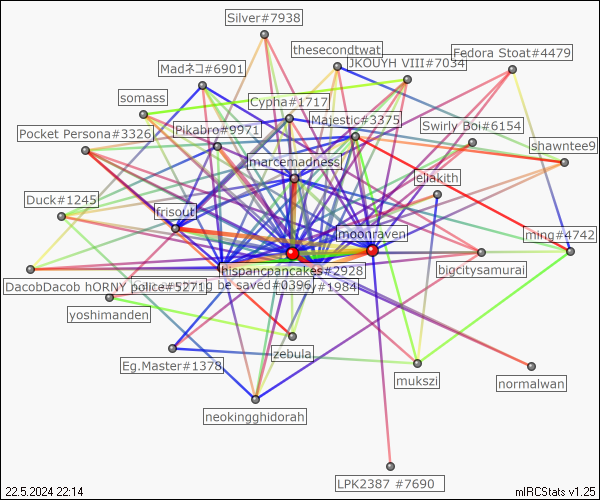 Silver#7938
thesecondtwat
JKOUYH VIII#7034
Fedora Stoat#4479
Madネコ#6901
somass
Cypha#1717
Majestic#3375
Swirly Boi#6154
Pocket Persona#3326
Pikabro#9971
shawntee9
marcemadness
eliakith
Duck#1245
frisout
moonraven
ming#4742
hispancpancakes#2928
bigcitysamurai
DacobDacob hORNY police#5271
g be saved#0396
y#1984
yoshimanden
zebula
Eg.Master#1378
mukszi
normalwan
neokingghidorah
LPK2387 #7690
22.5.2024 22:14
mIRCStats v1.25